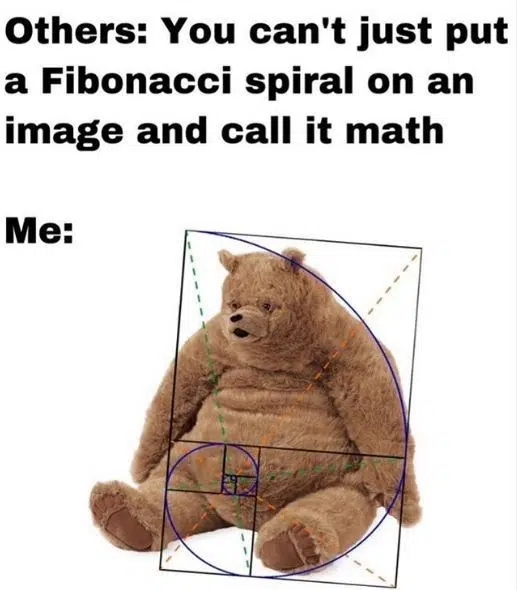 Others: You can't just put
a Fibonacci spiral on an
image and call it math
Me: